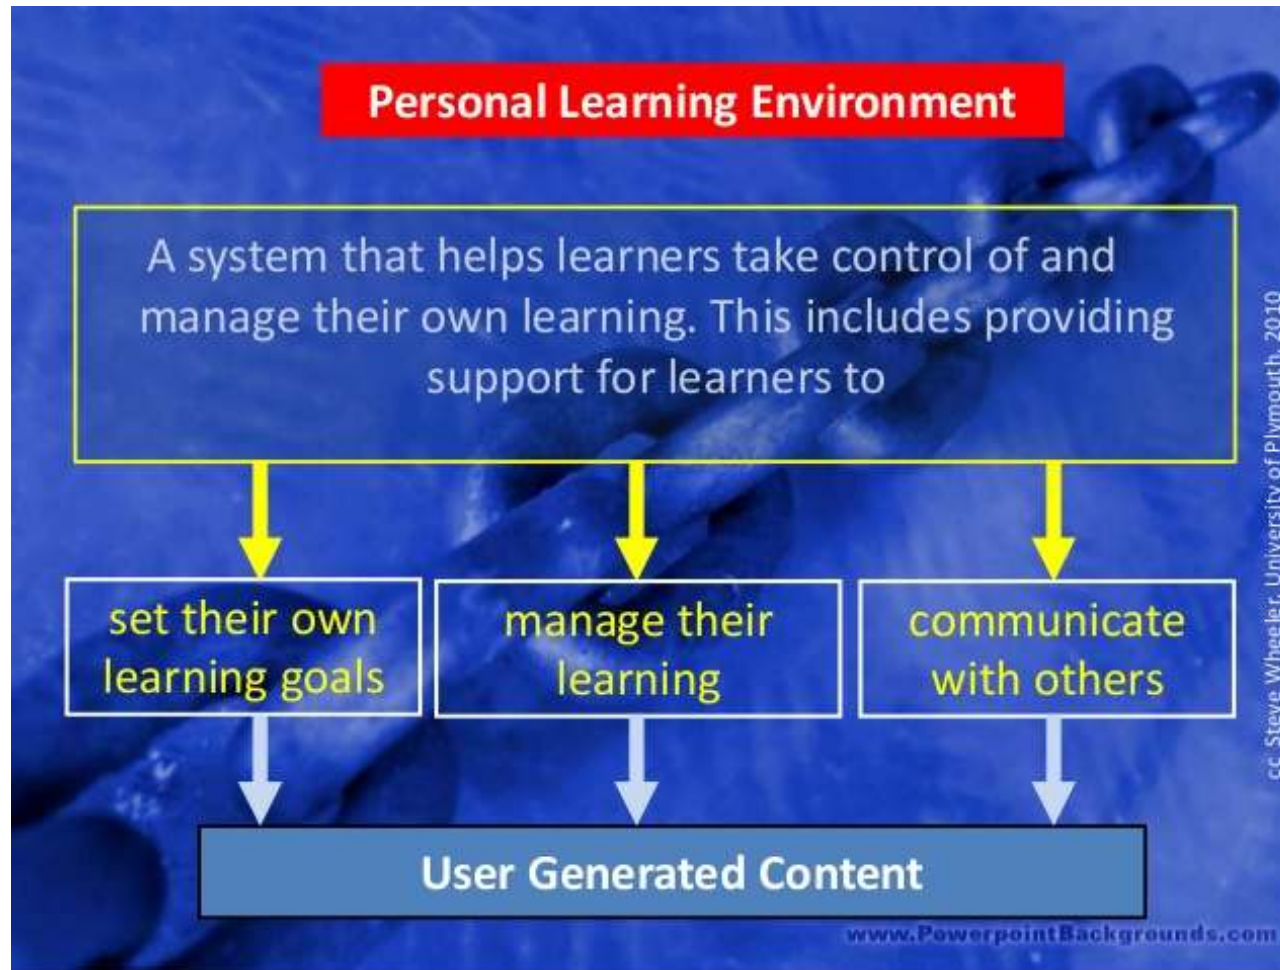 Personal Learning Environment
A system that helps learners take control of and
manage their own learning. This includes providing
support for learners to
set their own
learning goals
manage their
learning
communicate
with others
User Generated Content
cc Steve Wheeler, University of Plymouth, 2010
www.PowerpointBackgrounds.com